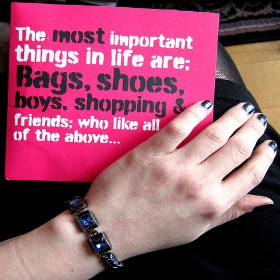 The most important
things in life are;
Bags, shoes,
boys, shopping &
friends; who like all
of the above...